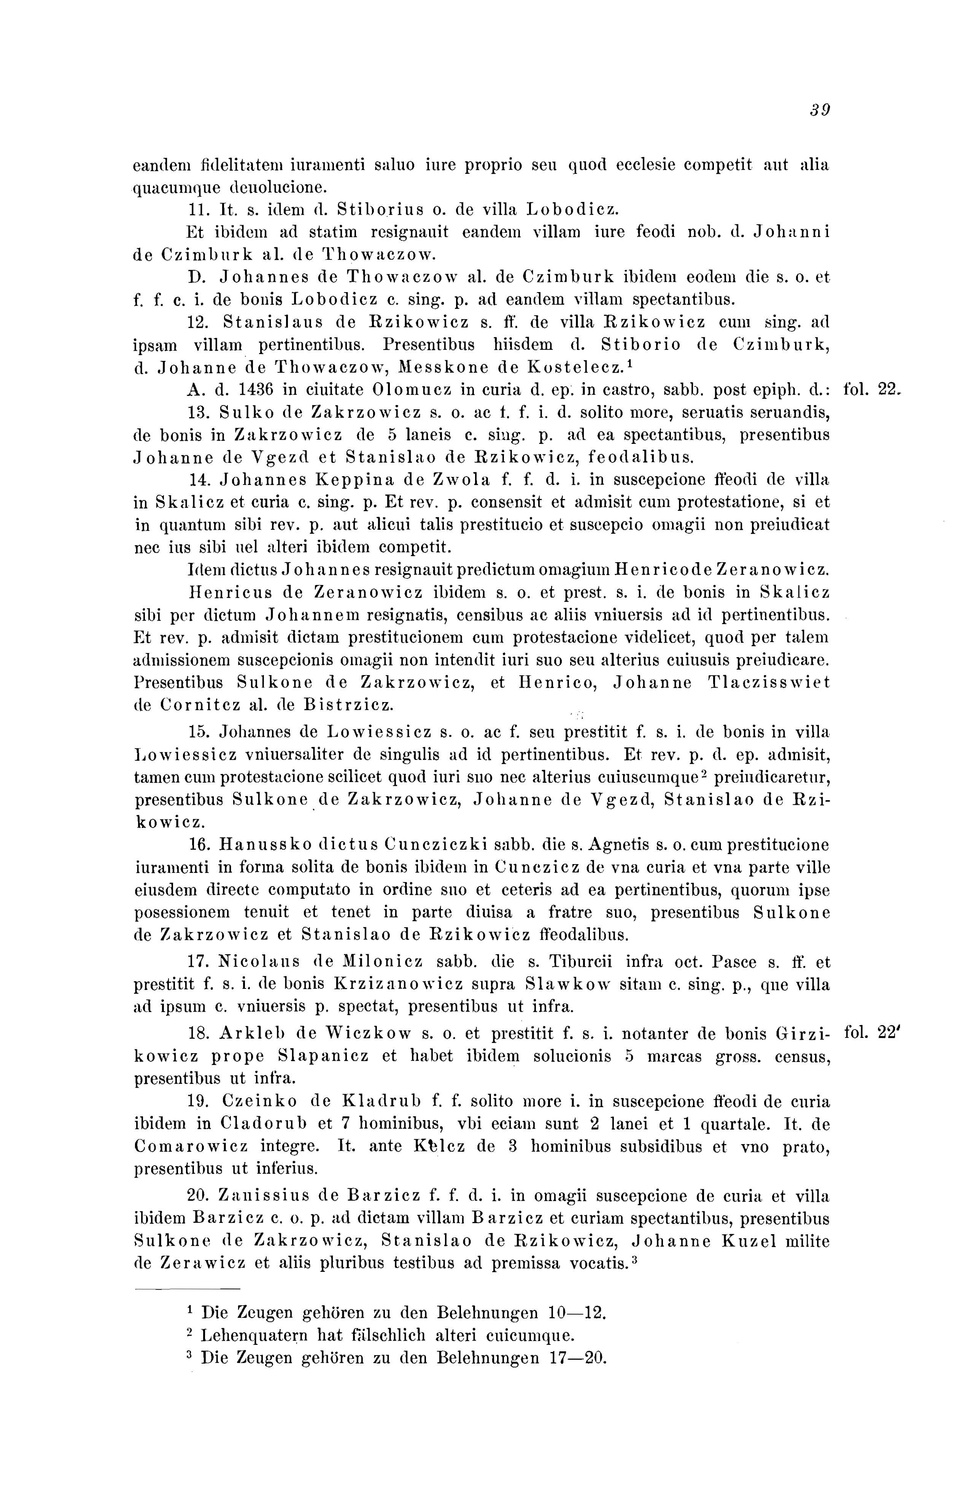 39
eandem fidelitatem iuramenti saluo iure proprio seu quod ecclesie competit aut alia
quacumque deuolucione.
11. It. s. idem d. Stiborius o. de villa Lobodicz.
Et ibidem ad statim resignauit eandem villam iure feodi nob. d. Johanni
de Czimburk al. de Thowaczow.
D. Johannes de Thowaczow al. de Czimburk ibidem eodem die s. o. et
f. f. c. i. de bonis Lobodicz c. sing. p. ad eandem villam spectantibus.
12. Stanislaus de Rzikowicz s. ff. de villa Rzikowicz cum sing. ad
ipsam villam pertinentibus. Presentibus hiisdem d. Stiborio de Czimburk,
d. Johanne de Thowaczow, Messkone de Kostelecz.¹
A. d. 1436 in ciuitate Olomucz in curia d. ep. in castro, sabb. post epiph. d.: fol. 22.
13. Sulko de Zakrzowicz s. o. ac t. f. i. d. solito more, seruatis seruandis,
de bonis in Zakrzowicz de 5 laneis c. sing. p. ad ea spectantibus, presentibus
Johanne de Vgezd et Stanislao de Rzikowicz, feodalibus.
14. Johannes Keppina de Zwola f. f. d. i. in suscepcione ffeodi de villa
in Skalicz et curia c. sing. p. Et rev. p. consensit et admisit cum protestatione, si et
in quantum sibi rev. p. aut alicui talis prestitucio et suscepcio omagii non preiudicat
nec ius sibi uel alteri ibidem competit.
Idem dictus Johannes resignauit predictum omagium Henrico de Zeranowicz.
Henricus de Zeranowicz ibidem s. o. et prest. s. i. de bonis in Skalicz
sibi per dictum Johannem resignatis, censibus ac aliis vniuersis ad id pertinentibus.
Et rev. p. admisit dictam prestitucionem cum protestacione videlicet, quod per talem
admissionem suscepcionis omagii non intendit iuri suo seu alterius cuiusuis preiudicare.
Presentibus Sulkone de Zakrzowicz, et Henrico, Johanne Tlaczisswiet
de Cornitcz al. de Bistrzicz.
15. Johannes de Lowiessicz s. o. ac f. seu prestitit f. s. i. de bonis in villa
Lowiessicz vniuersaliter de singulis ad id pertinentibus. Et rev. p. d. ep. admisit,
tamen cum protestacione scilicet quod iuri suo nec alterius cuiuscumque² preiudicaretur,
presentibus Sulkone de Zakrzowicz, Johanne de Vgezd, Stanislao de Rzi-
kowicz.
16. Hanussko dictus Cuncziczki sabb. die s. Agnetis s. o. cum prestitucione
iuramenti in forma solita de bonis ibidem in Cunczicz de vna curia et vna parte ville
eiusdem directe computato in ordine suo et ceteris ad ea pertinentibus, quorum ipse
posessionem tenuit et tenet in parte diuisa a fratre suo, presentibus Sulkone
de Zakrzowicz et Stanislao de Rzikowicz ffeodalibus.
17. Nicolaus de Milonicz sabb. die s. Tiburcii infra oct. Pasce s. ff. et
prestitit f. s. i. de bonis Krzizanowicz supra Slawkow sitam c. sing. p., que villa
ad ipsum c. vniuersis p. spectat, presentibus ut infra.
18. Arkleb de Wiczkow s. o. et prestitit f. s. i. notanter de bonis Girzi- fol. 22'
kowicz prope Slapanicz et habet ibidem solucionis 5 marcas gross. census,
presentibus ut infra.
19. Czeinko de Kladrub f. f. solito more i. in suscepcione ffeodi de curia
ibidem in Cladorub et 7 hominibus, vbi eciam sunt 2 lanei et 1 quartale. It. de
Comarowicz integre. It. ante Kelcz de 3 hominibus subsidibus et vno prato,
presentibus ut inferius.
20. Zauissius de Barzicz f. f. d. i. in omagii suscepcione de curia et villa
ibidem Barzicz c. o. p. ad dictam villam Barzicz et curiam spectantibus, presentibus
Sulkone de Zakrzowicz, Stanislao de Rzikowicz, Johanne Kuzel milite
de Zerawicz et aliis pluribus testibus ad premissa vocatis.³
¹ Die Zeugen gehören zu den Belehnungen 10—12.
² Lehenquatern hat fälschlich alteri cuicumque.
³ Die Zeugen gehören zu den Belehnungen 17—20.